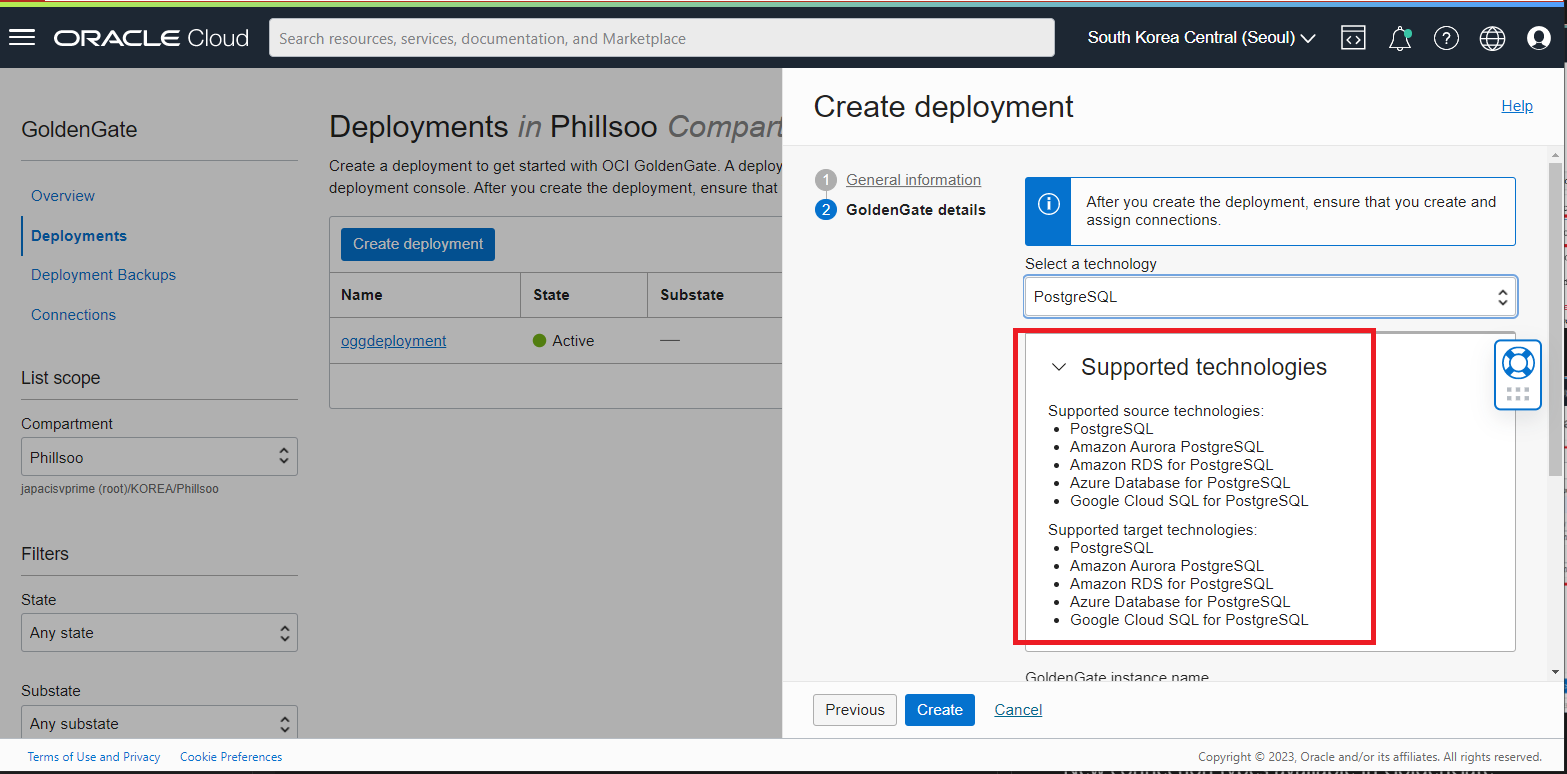 ORACLE Cloud
Search resources, services, documentation, and Marketplace
South Korea Central (Seoul)
GoldenGate
Overview
Deployments
Deployment Backups
Connections
List scope
Compartment
Phillsoo
japacisvprime (root)/KOREA/Phillsoo
Filters
State
Any state
Substate
Any substate
Deployments in Phillsoo Compart
Create a deployment to get started with OCI GoldenGate. A deploy
deployment console. After you create the deployment, ensure that
Create deployment
Name State Substate
oggdeployment Active —
Create deployment
Help
1 General information
2 GoldenGate details
After you create the deployment, ensure that you create and
assign connections.
Select a technology
PostgreSQL
Supported technologies
Supported source technologies:
• PostgreSQL
• Amazon Aurora PostgreSQL
• Amazon RDS for PostgreSQL
• Azure Database for PostgreSQL
• Google Cloud SQL for PostgreSQL
Supported target technologies:
• PostgreSQL
• Amazon Aurora PostgreSQL
• Amazon RDS for PostgreSQL
• Azure Database for PostgreSQL
• Google Cloud SQL for PostgreSQL
GoldenGate instance name
Previous Create Cancel
Terms of Use and Privacy Cookie Preferences
Copyright © 2023, Oracle and/or its affiliates. All rights reserved.